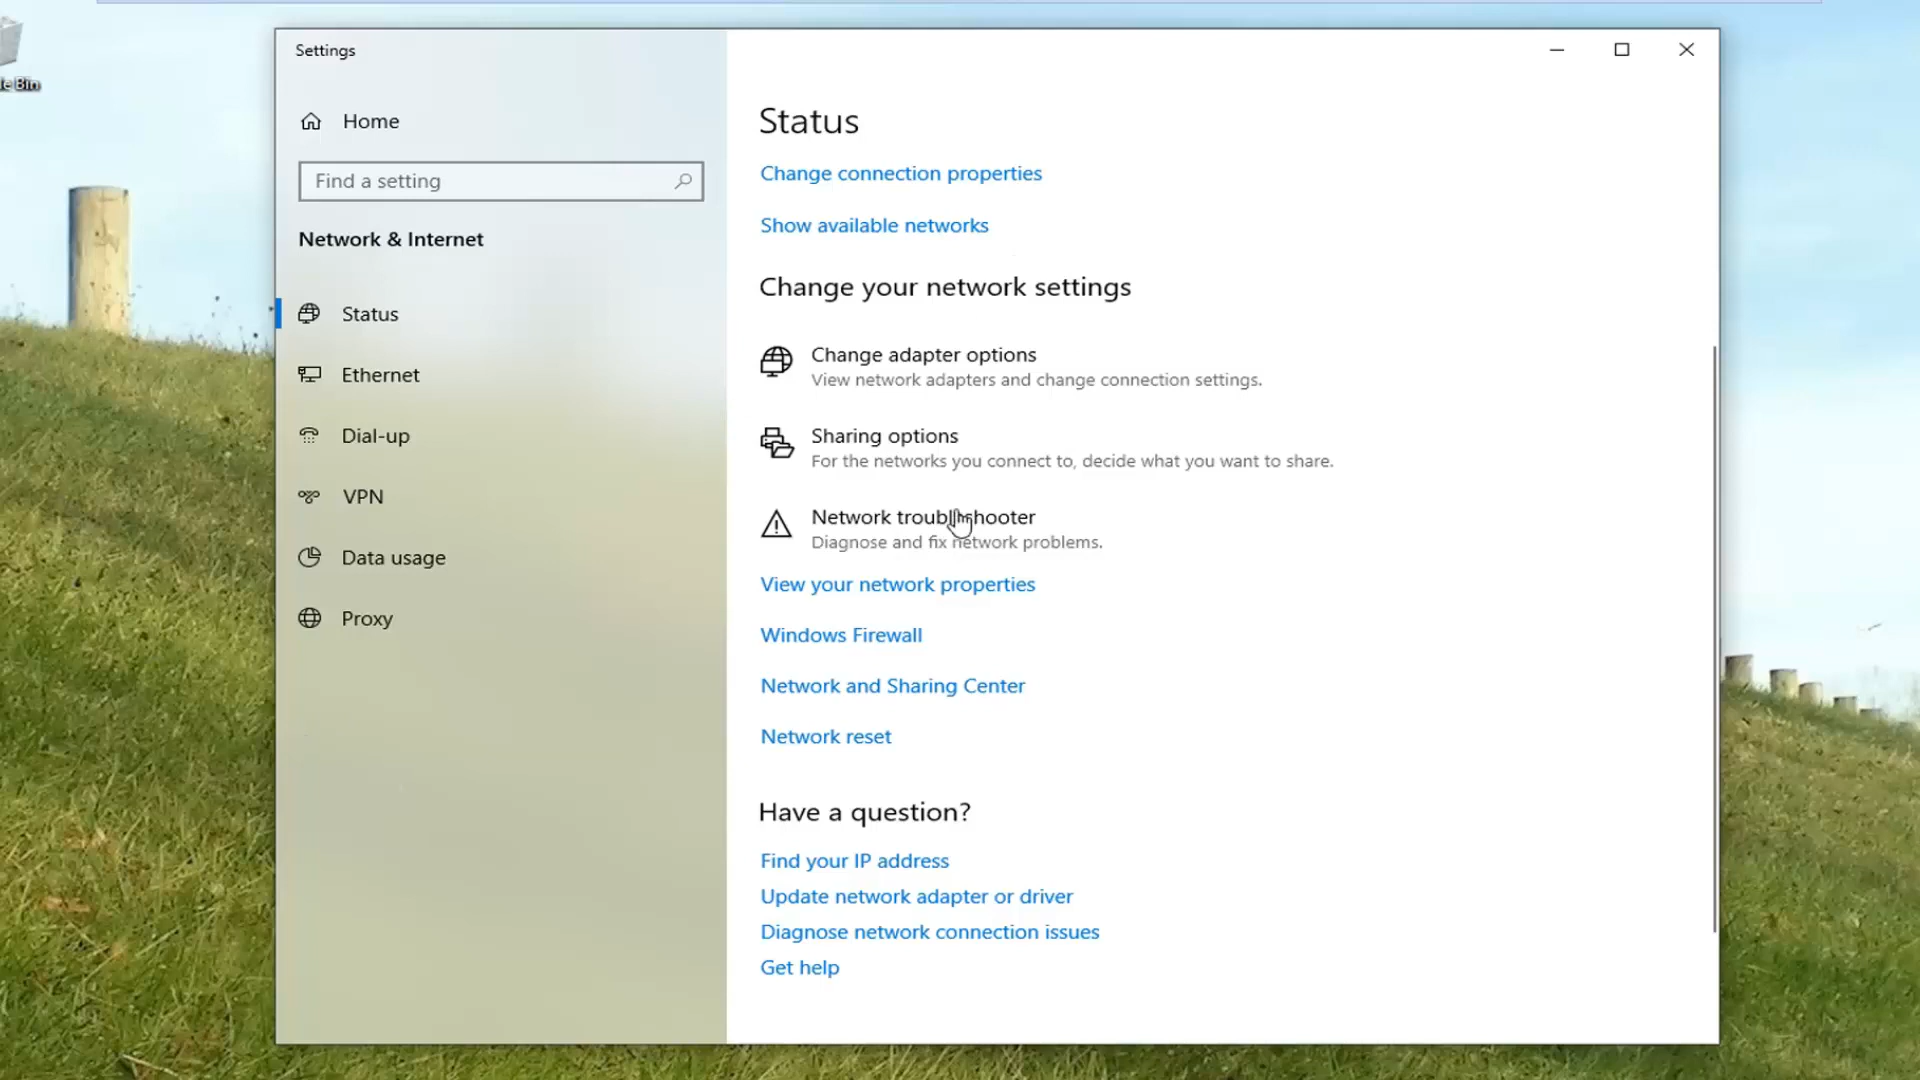 Settings
Bin
Home
Find a setting
Network & Internet
Status
Ethernet
Dial-up
VPN
Data usage
Proxy
Status
Change connection properties
Show available networks
Change your network settings
Change adapter options
View network adapters and change connection settings.
Sharing options
For the networks you connect to, decide what you want to share.
Network troubleshooter
Diagnose and fix network problems.
View your network properties
Windows Firewall
Network and Sharing Center
Network reset
Have a question?
Find your IP address
Update network adapter or driver
Diagnose network connection issues
Get help